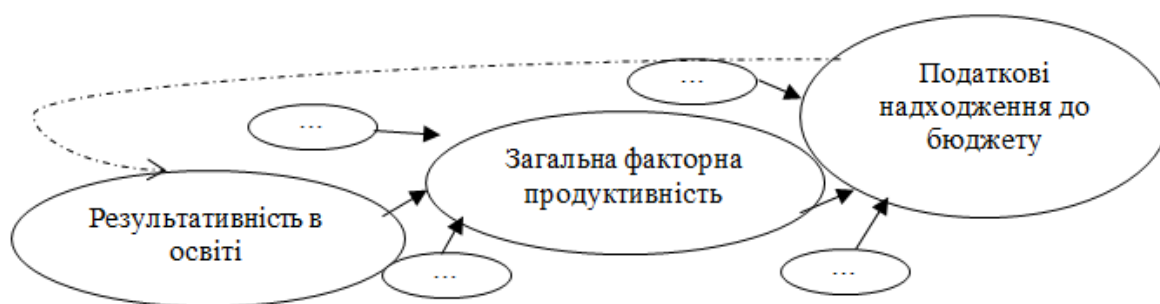 Податкові
надходження до
бюджету
...
...
Загальна факторна
продуктивність
Результативність в
освіті
...
...